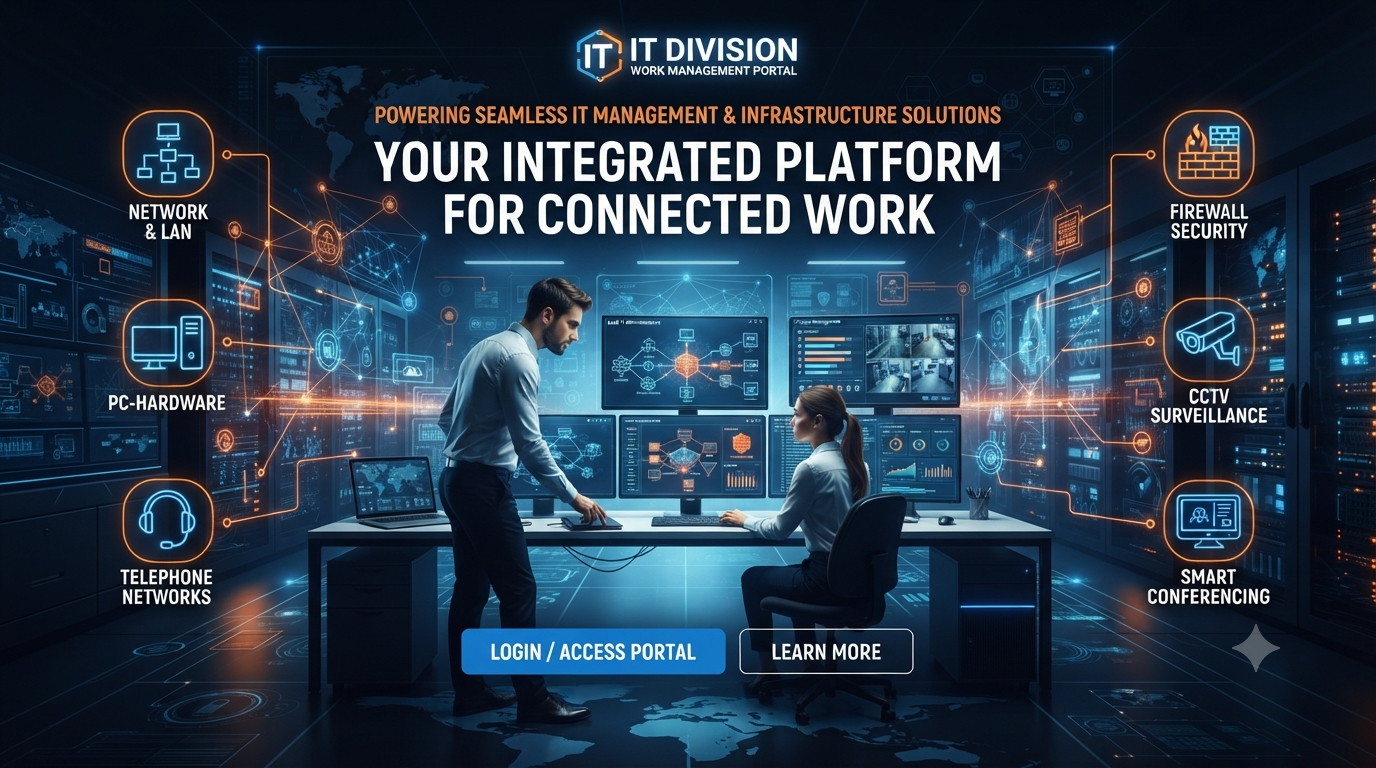 IT IT DIVISION
WORK MANAGEMENT PORTAL
POWERING SEAMLESS IT MANAGEMENT & INFRASTRUCTURE SOLUTIONS
YOUR INTEGRATED PLATFORM
FOR CONNECTED WORK
NETWORK
& LAN
PC-HARDWARE
TELEPHONE
NETWORKS
FIREWALL
SECURITY
CCTV
SURVEILLANCE
SMART
CONFERENCING
LOGIN / ACCESS PORTAL
LEARN MORE